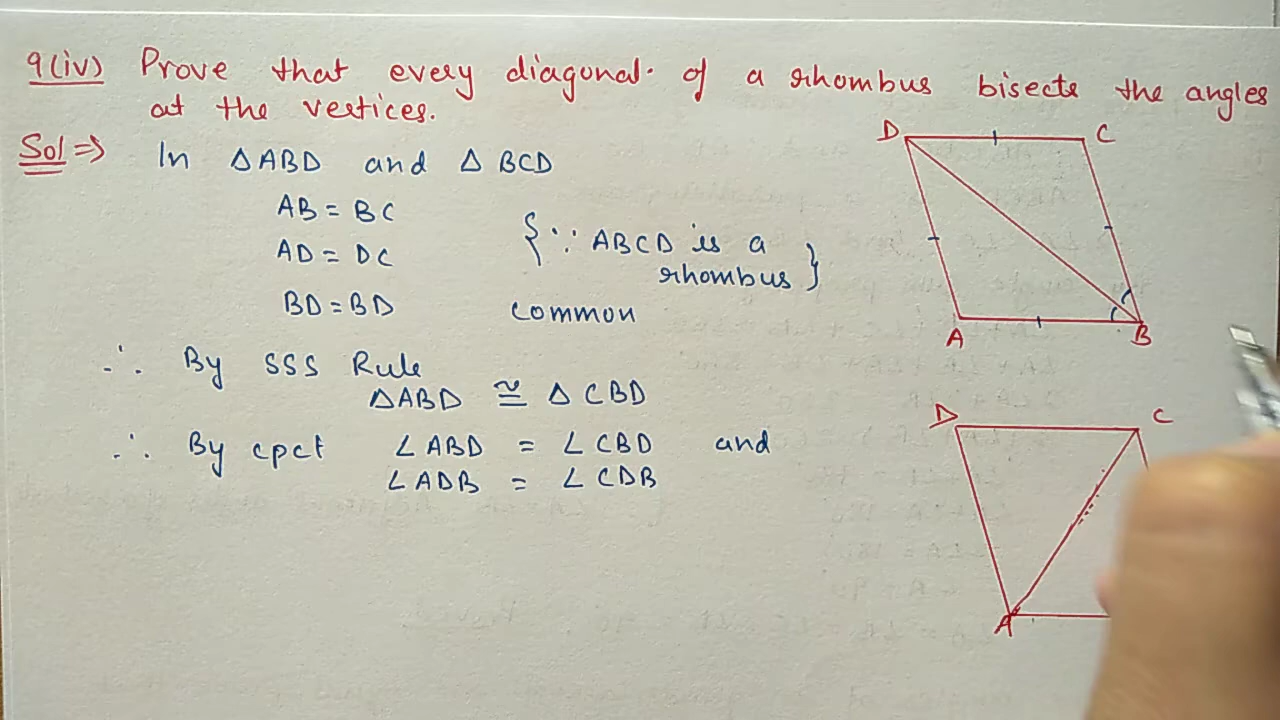 9(iv) Prove that every diagonal. of a rhombus bisects the angles
at the vertices.
Sol ⇒ In △ABD and △BCD
AB = BC
AD = DC {∵ ABCD is a
rhombus}
BD = BD common
∴ By SSS Rule
△ABD ≅ △CBD
∴ By cpct ∠ABD = ∠CBD and
∠ADB = ∠CDB
D C
A B
D C
A